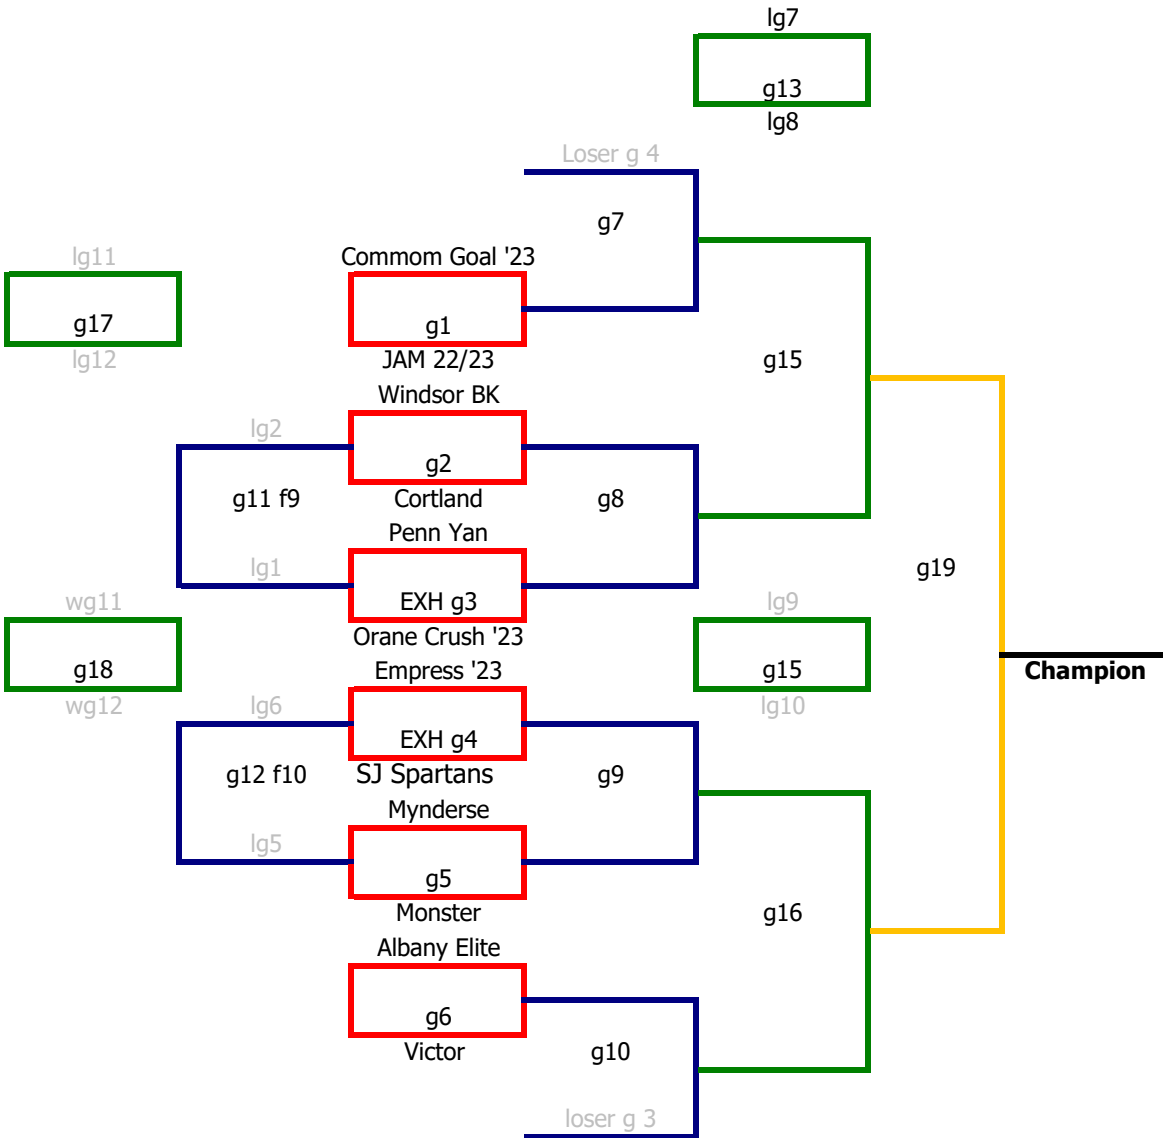 lg7
g13
lg8
Loser g 4
g7
lg11
Commom Goal '23
g17
g1
lg12
JAM 22/23
g15
Windsor BK
lg2
g2
g11 f9
Cortland
g8
Penn Yan
lg1
g19
wg11
EXH g3
lg9
Orane Crush '23
g18
Empress '23
g15
Champion
wg12
lg6
lg10
EXH g4
g12 f10
SJ Spartans
g9
Mynderse
lg5
g5
Monster
g16
Albany Elite
g6
Victor
g10
loser g 3